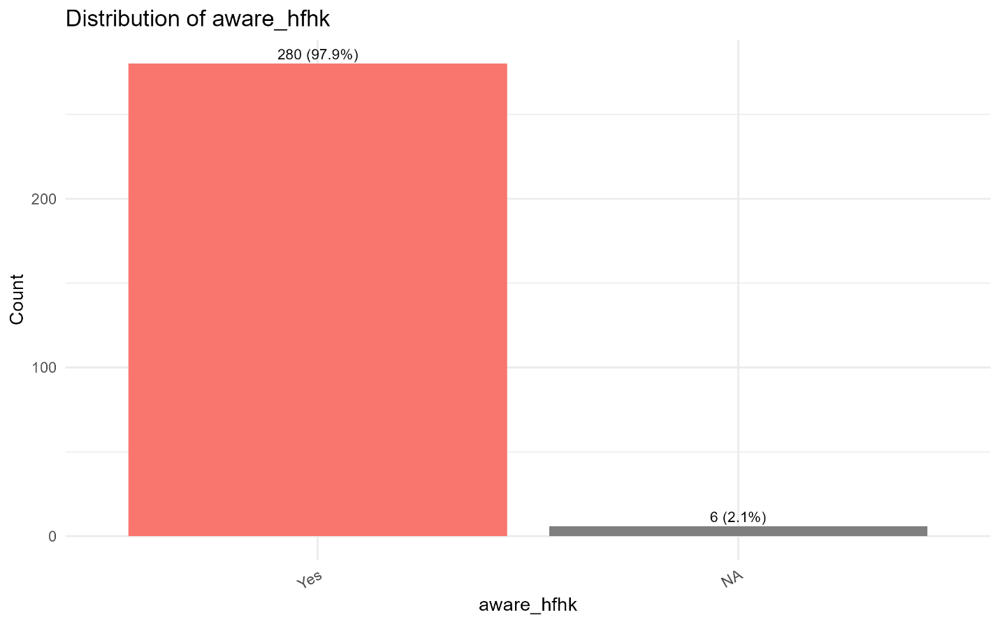 Distribution of aware_hfhk
280 (97.9%)
200
Count
100
6 (2.1%)
0
Yes
NA
aware_hfhk